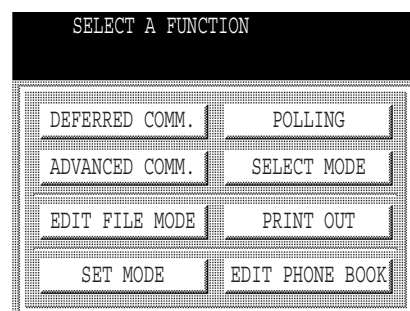 SELECT A FUNCTION
DEFERRED COMM. POLLING
ADVANCED COMM. SELECT MODE
EDIT FILE MODE PRINT OUT
SET MODE EDIT PHONE BOOK